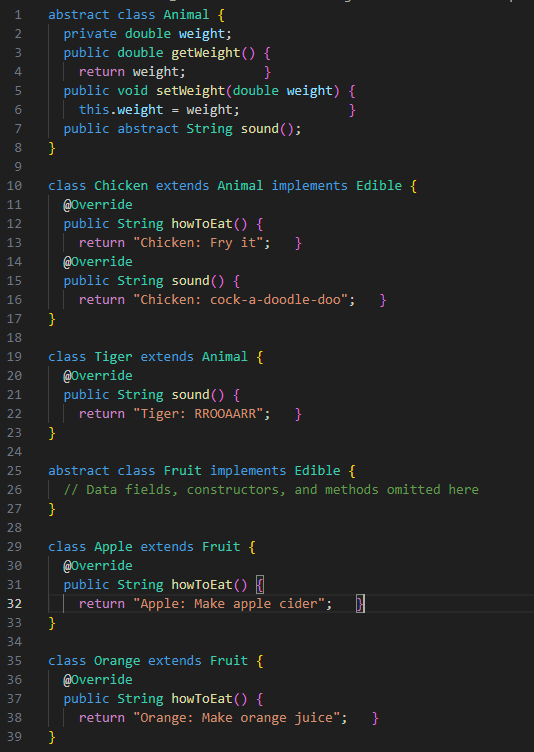 1 abstract class Animal {
2   private double weight;
3   public double getWeight() {
4     return weight;          }
5   public void setWeight(double weight) {
6     this.weight = weight;              }
7   public abstract String sound();
8 }
9
10 class Chicken extends Animal implements Edible {
11   @Override
12   public String howToEat() {
13     return "Chicken: Fry it";   }
14   @Override
15   public String sound() {
16     return "Chicken: cock-a-doodle-doo";   }
17 }
18
19 class Tiger extends Animal {
20   @Override
21   public String sound() {
22     return "Tiger: RROOAARR";   }
23 }
24
25 abstract class Fruit implements Edible {
26   // Data fields, constructors, and methods omitted here
27 }
28
29 class Apple extends Fruit {
30   @Override
31   public String howToEat() {
32     return "Apple: Make apple cider";   }
33 }
34
35 class Orange extends Fruit {
36   @Override
37   public String howToEat() {
38     return "Orange: Make orange juice";   }
39 }